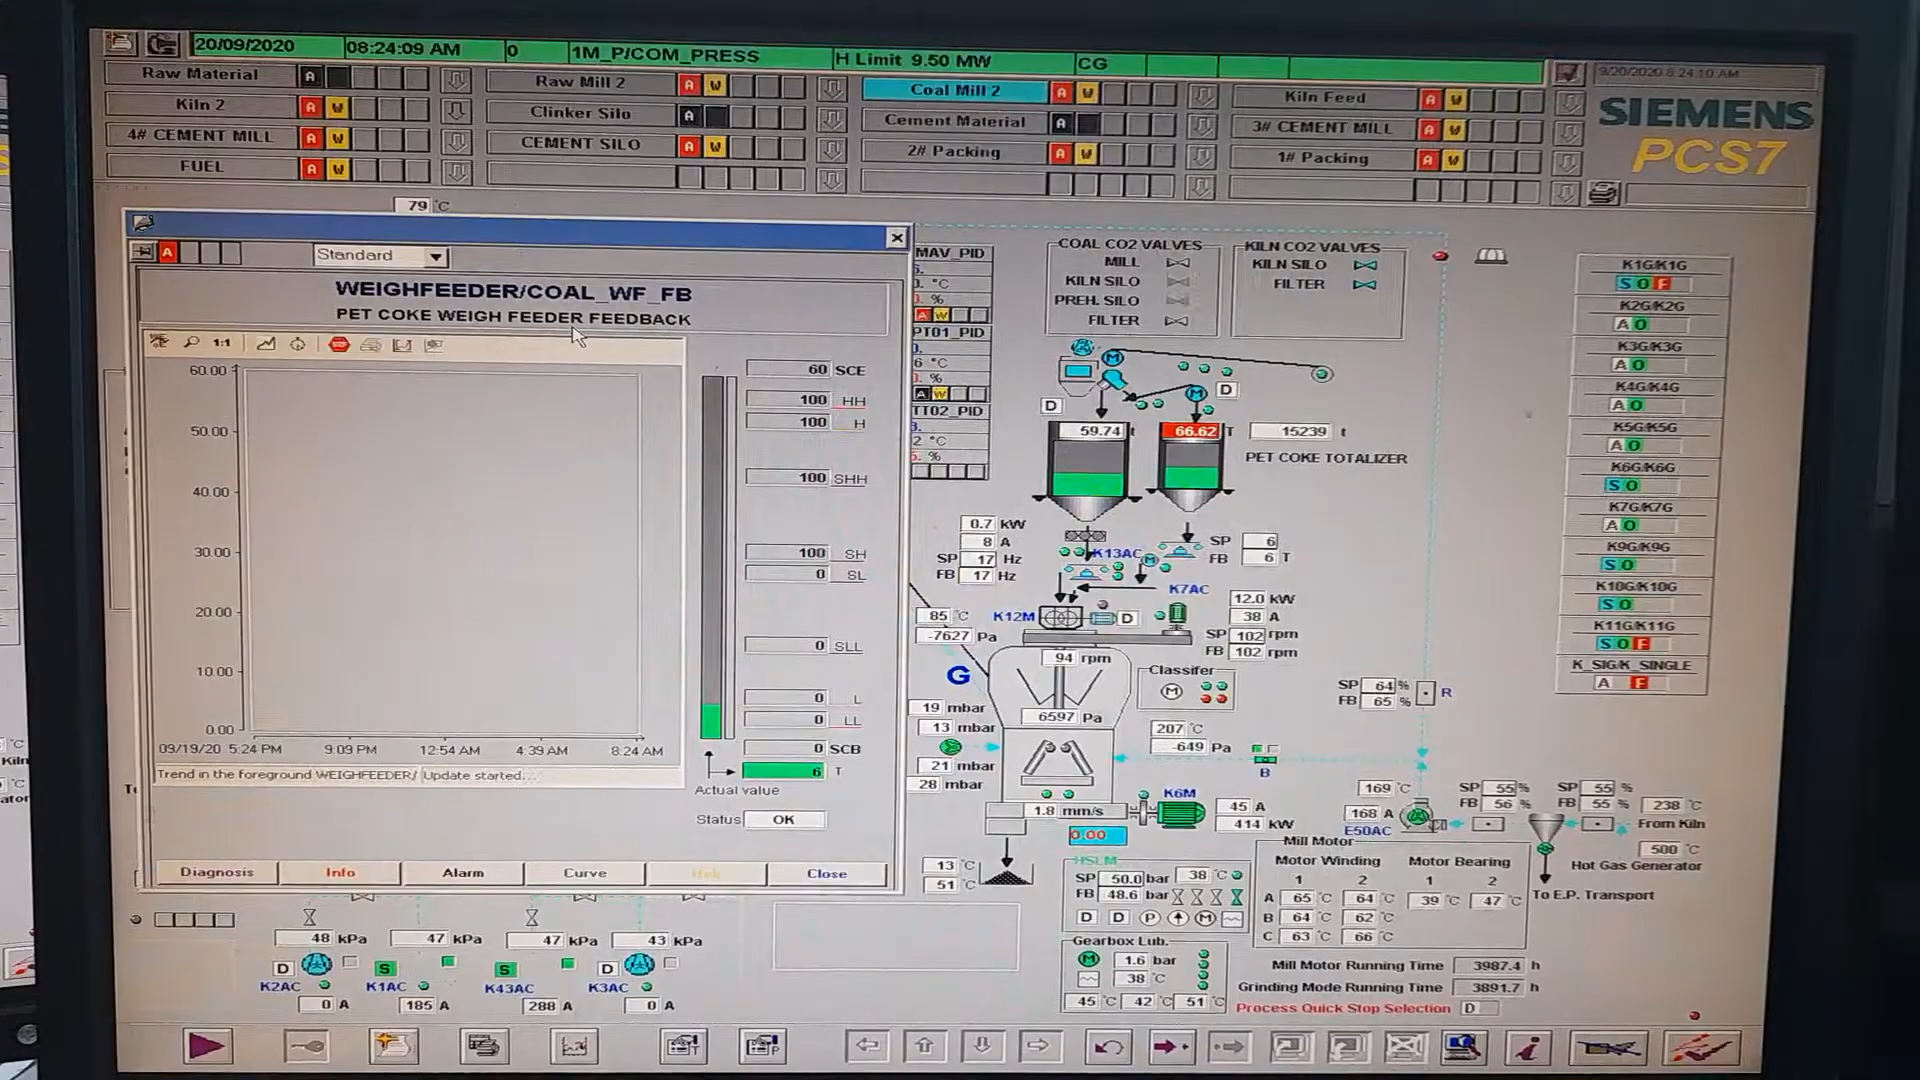 20/09/2020 08:24:09 AM 0 1M_P/COM_PRESS H Limit 9.50 MW CG
9/20/2020 8:24:10 AM
Raw Material A Raw Mill 2 A W Coal Mill 2 A W Kiln Feed A W
Kiln 2 A W Clinker Silo A Cement Material A 3# CEMENT MILL A W
4# CEMENT MILL A W CEMENT SILO A W 2# Packing A W 1# Packing A W
FUEL A W
SIEMENS
PCS7
79 °C
A Standard
WEIGHFEEDER/COAL_WF_FB
PET COKE WEIGH FEEDER FEEDBACK
1:1
STOP
60.00
50.00
40.00
30.00
20.00
10.00
0.00
09/19/20 5:24 PM 9:09 PM 12:54 AM 4:39 AM 8:24 AM
Trend in the foreground WEIGHFEEDER/ Update started...
60 SCE
100 HH
100 H
100 SHH
100 SH
0 SL
0 SLL
0 L
0 LL
0 SCB
6 T
Actual value
Status OK
Diagnosis Info Alarm Curve Close
MAV_PID
°C
%
A W
PT01_PID
6 °C
%
A W
TT02_PID
2 °C
%
COAL CO2 VALVES
MILL
KILN SILO
PREH. SILO
FILTER
KILN CO2 VALVES
KILN SILO
FILTER
M
D M D
59.74 t 66.62 T 15239 t
PET COKE TOTALIZER
0.7 kW
8 A
SP 17 Hz
FB 17 Hz
K13AC M
SP 6
FB 6 T
K7AC
85 °C
-7627 Pa
K12M D
12.0 kW
38 A
SP 102 rpm
FB 102 rpm
94 rpm
G
Classifer
M
6597 Pa
19 mbar
13 mbar
21 mbar
28 mbar
207 °C
-649 Pa
B
SP 64 %
FB 65 % R
1.8 mm/s
K6M
45 A
414 kW
0.00
13 °C
51 °C
169 °C
168 A
E50AC
SP 55 %
FB 56 %
SP 55 %
FB 55 %
238 °C
From Kiln
500 °C
Hot Gas Generator
To E.P. Transport
HSLM
SP 50.0 bar 38 °C
FB 48.6 bar
D D P M
Gearbox Lub.
M 1.6 bar
38 °C
45 °C 42 °C 51 °C
Mill Motor
Motor Winding Motor Bearing
1 2 1 2
A 65 °C 64 °C 39 °C 47 °C
B 64 °C 62 °C
C 63 °C 66 °C
Mill Motor Running Time 3987.4 h
Grinding Mode Running Time 3891.7 h
Process Quick Stop Selection D
K1G/K1G
S O F
K2G/K2G
A O
K3G/K3G
A O
K4G/K4G
A O
K5G/K5G
A O
K6G/K6G
S O
K7G/K7G
A O
K9G/K9G
S O
K10G/K10G
S O
K11G/K11G
S O F
K_SIG/K_SINGLE
A F
48 kPa 47 kPa 47 kPa 43 kPa
D S S D
K2AC K1AC K43AC K3AC
0 A 185 A 288 A 0 A